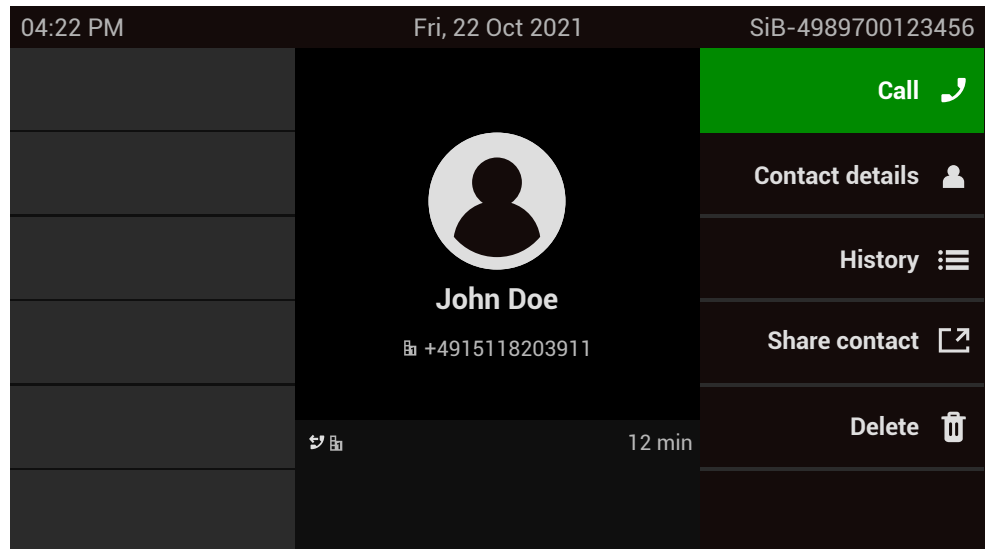 04:22 PM Fri, 22 Oct 2021 SiB-4989700123456
Call
Contact details
History
Share contact
Delete
John Doe
+4915118203911
12 min